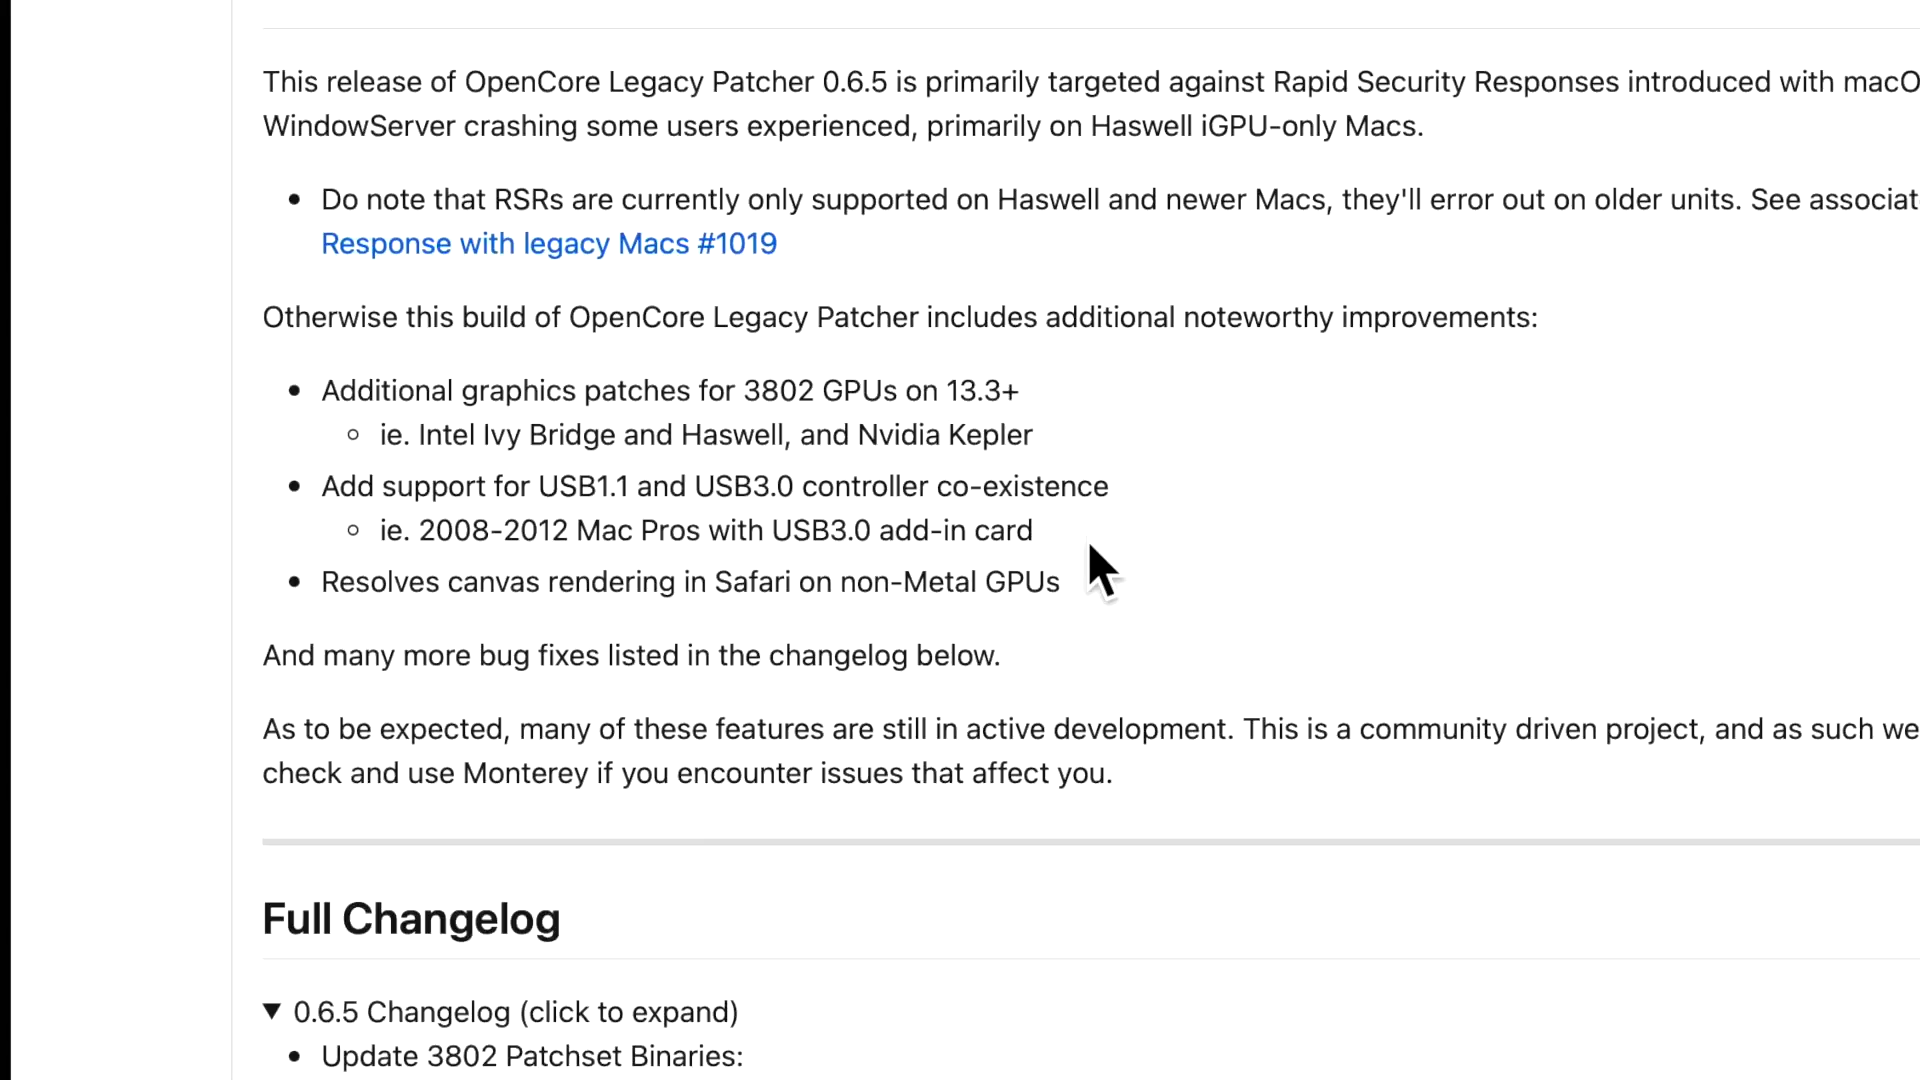 This release of OpenCore Legacy Patcher 0.6.5 is primarily targeted against Rapid Security Responses introduced with macO
WindowServer crashing some users experienced, primarily on Haswell iGPU-only Macs.
• Do note that RSRs are currently only supported on Haswell and newer Macs, they'll error out on older units. See associat
Response with legacy Macs #1019
Otherwise this build of OpenCore Legacy Patcher includes additional noteworthy improvements:
• Additional graphics patches for 3802 GPUs on 13.3+
◦ ie. Intel Ivy Bridge and Haswell, and Nvidia Kepler
• Add support for USB1.1 and USB3.0 controller co-existence
◦ ie. 2008-2012 Mac Pros with USB3.0 add-in card
• Resolves canvas rendering in Safari on non-Metal GPUs
And many more bug fixes listed in the changelog below.
As to be expected, many of these features are still in active development. This is a community driven project, and as such we
check and use Monterey if you encounter issues that affect you.
Full Changelog
▼ 0.6.5 Changelog (click to expand)
• Update 3802 Patchset Binaries: